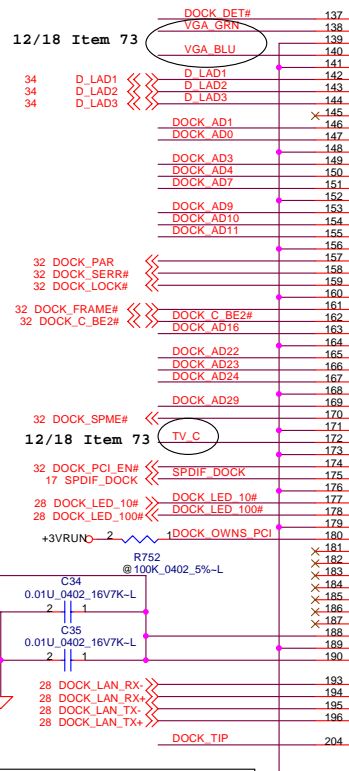 DOCK_DET# 137
VGA_GRN 138
12/18 Item 73 139
VGA_BLU 140
141
34 D_LAD1 D_LAD1 142
34 D_LAD2 D_LAD2 143
34 D_LAD3 D_LAD3 144
145
DOCK_AD1 146
DOCK_AD0 147
148
DOCK_AD3 149
DOCK_AD4 150
DOCK_AD7 151
152
DOCK_AD9 153
DOCK_AD10 154
DOCK_AD11 155
156
32 DOCK_PAR 157
32 DOCK_SERR# 158
32 DOCK_LOCK# 159
160
32 DOCK_FRAME# 161
32 DOCK_C_BE2# DOCK_C_BE2# 162
DOCK_AD16 163
164
DOCK_AD22 165
DOCK_AD23 166
DOCK_AD24 167
168
DOCK_AD29 169
32 DOCK_SPME# 170
171
12/18 Item 73 TV_C 172
173
32 DOCK_PCI_EN# 174
17 SPDIF_DOCK SPDIF_DOCK 175
176
28 DOCK_LED_10# DOCK_LED_10# 177
28 DOCK_LED_100# DOCK_LED_100# 178
179
+3VRUN 2 1 DOCK_OWNS_PCI 180
181
R752 182
@100K_0402_5%~L 183
184
C34 185
0.01U_0402_16V7K~L 186
2 1 187
C35 188
0.01U_0402_16V7K~L 189
2 1 190
28 DOCK_LAN_RX- 193
28 DOCK_LAN_RX+ 194
28 DOCK_LAN_TX- 195
28 DOCK_LAN_TX+ 196
DOCK_TIP 204